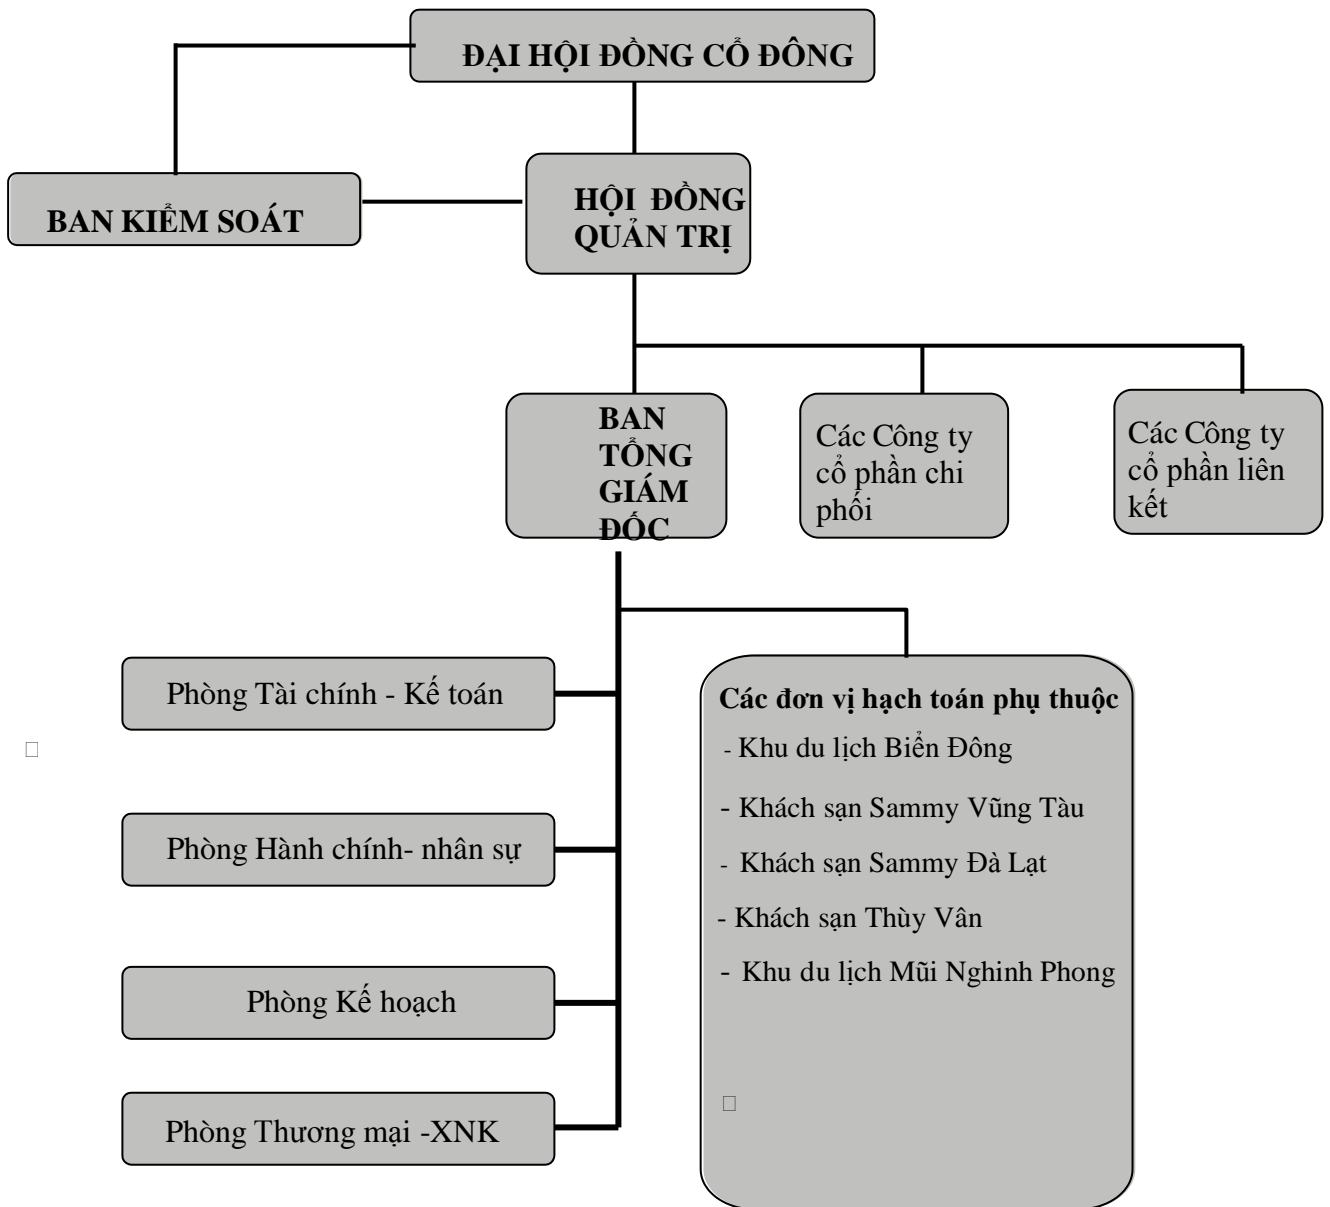 ĐẠI HỘI ĐỒNG CỔ ĐÔNG
BAN KIỂM SOÁT
HỘI ĐỒNG
QUẢN TRỊ
BAN
TỔNG
GIÁM
ĐỐC
Các Công ty
cổ phần chi
phối
Các Công ty
cổ phần liên
kết
Phòng Tài chính - Kế toán
Phòng Hành chính- nhân sự
Phòng Kế hoạch
Phòng Thương mại -XNK
Các đơn vị hạch toán phụ thuộc
- Khu du lịch Biển Đông
- Khách sạn Sammy Vũng Tàu
- Khách sạn Sammy Đà Lạt
- Khách sạn Thùy Vân
- Khu du lịch Mũi Nghinh Phong